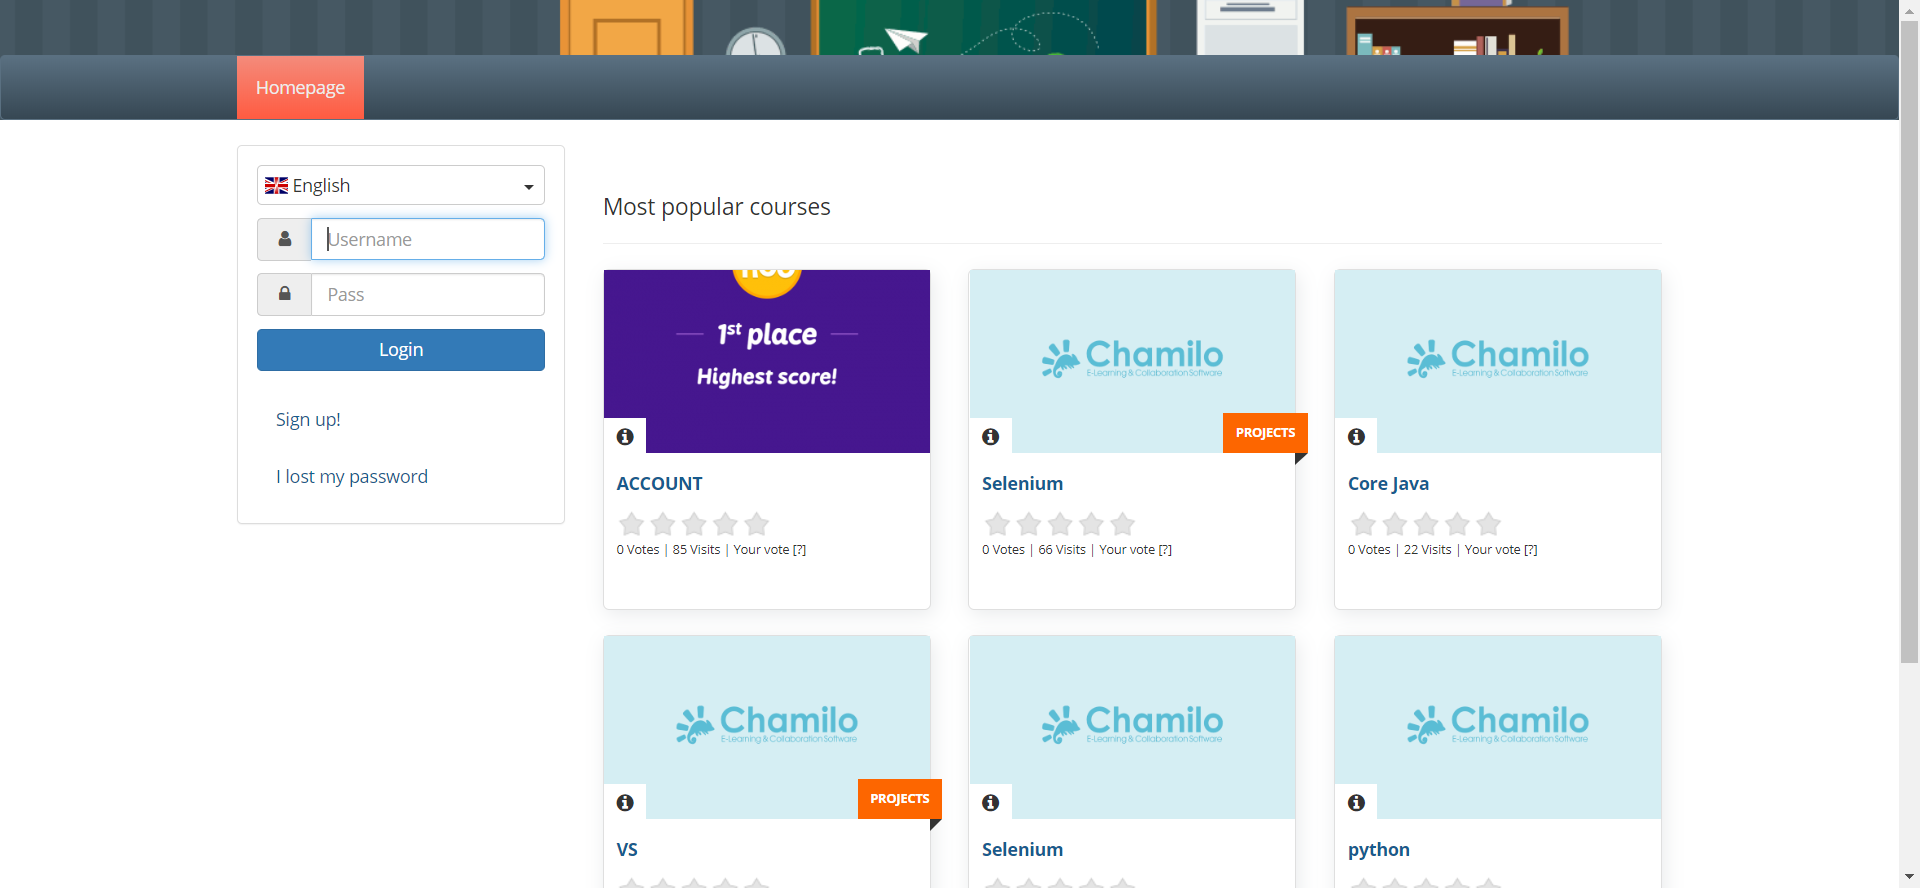 Homepage
English
Username
Pass
Login
Sign up!
I lost my password
Most popular courses
1st place
Highest score!
ACCOUNT
0 Votes | 85 Visits | Your vote [?]
Chamilo
E-Learning & Collaboration Software
PROJECTS
Selenium
0 Votes | 66 Visits | Your vote [?]
Chamilo
E-Learning & Collaboration Software
Core Java
0 Votes | 22 Visits | Your vote [?]
Chamilo
E-Learning & Collaboration Software
PROJECTS
VS
Chamilo
E-Learning & Collaboration Software
Selenium
Chamilo
E-Learning & Collaboration Software
python